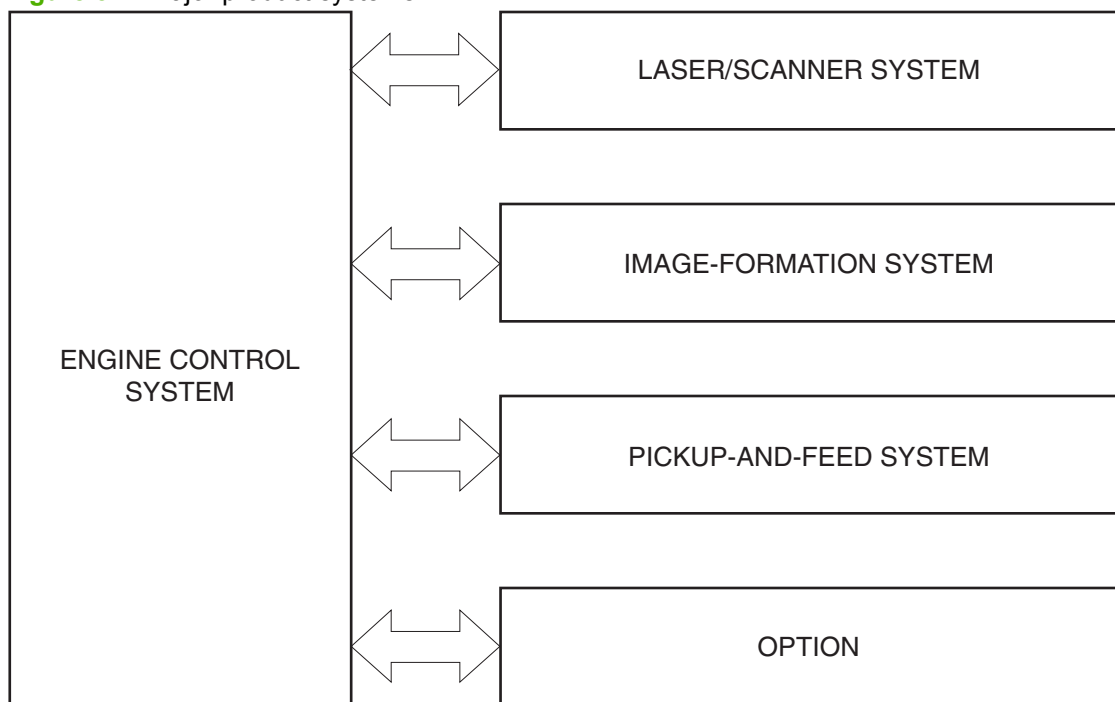 ENGINE CONTROL
SYSTEM
LASER/SCANNER SYSTEM
IMAGE-FORMATION SYSTEM
PICKUP-AND-FEED SYSTEM
OPTION